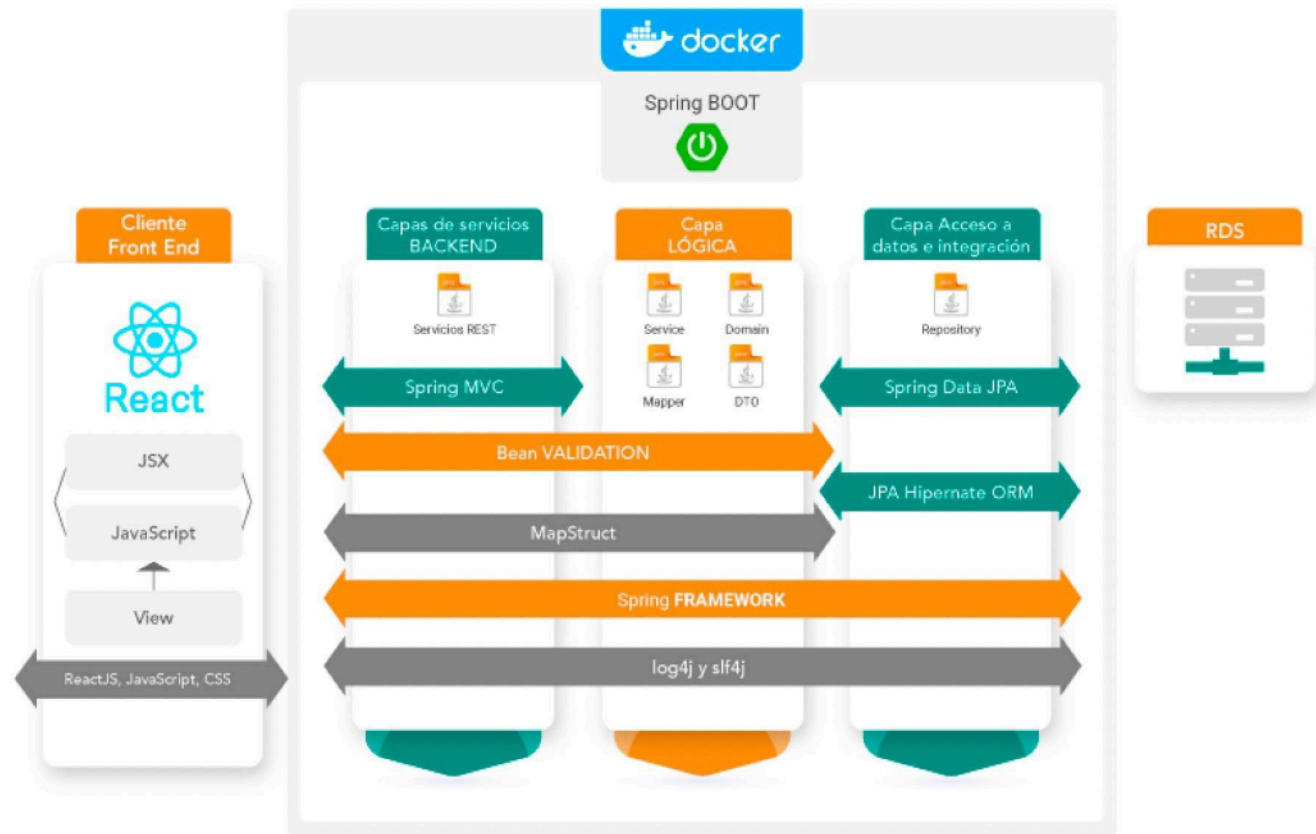 docker
Spring BOOT
Cliente
Front End
React
JSX
JavaScript
View
ReactJS, JavaScript, CSS
Capas de servicios
BACKEND
Servicios REST
Spring MVC
Capa
LÓGICA
Service
Domain
Mapper
DTO
Capa Acceso a
datos e integración
Repository
Spring Data JPA
Bean VALIDATION
JPA Hipernate ORM
MapStruct
Spring FRAMEWORK
log4j y slf4j
RDS